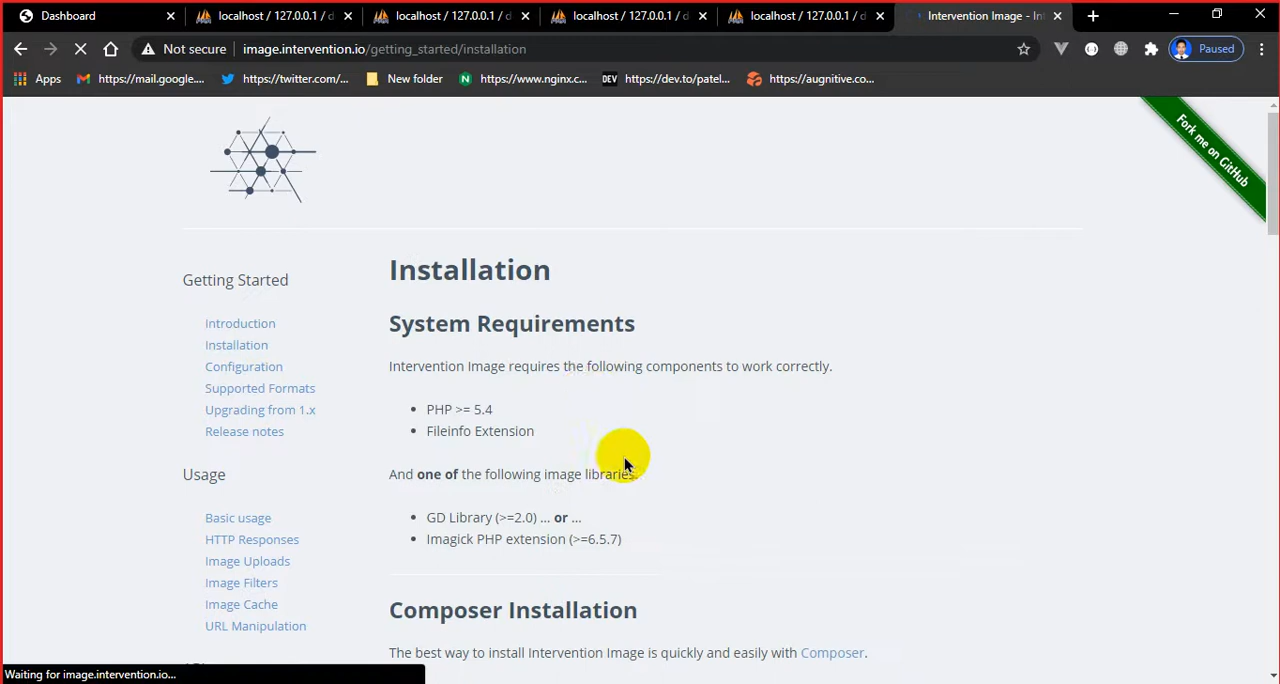 Dashboard
localhost / 127.0.0.1 / d
localhost / 127.0.0.1 / d
localhost / 127.0.0.1 / d
localhost / 127.0.0.1 / d
Intervention Image - Int
Not secure
image.intervention.io/getting_started/installation
Paused
Apps
https://mail.google....
https://twitter.com/...
New folder
https://www.nginx.c...
DEV
https://dev.to/patel...
https://augnitive.co...
Fork me on GitHub
Installation
Getting Started
System Requirements
Introduction
Installation
Intervention Image requires the following components to work correctly.
Configuration
Supported Formats
Upgrading from 1.x
PHP >= 5.4
Release notes
Fileinfo Extension
Usage
And one of the following image libraries.
Basic usage
GD Library (>=2.0) ... or ...
HTTP Responses
Imagick PHP extension (>=6.5.7)
Image Uploads
Image Filters
Image Cache
Composer Installation
URL Manipulation
The best way to install Intervention Image is quickly and easily with Composer.
Waiting for image.intervention.io...